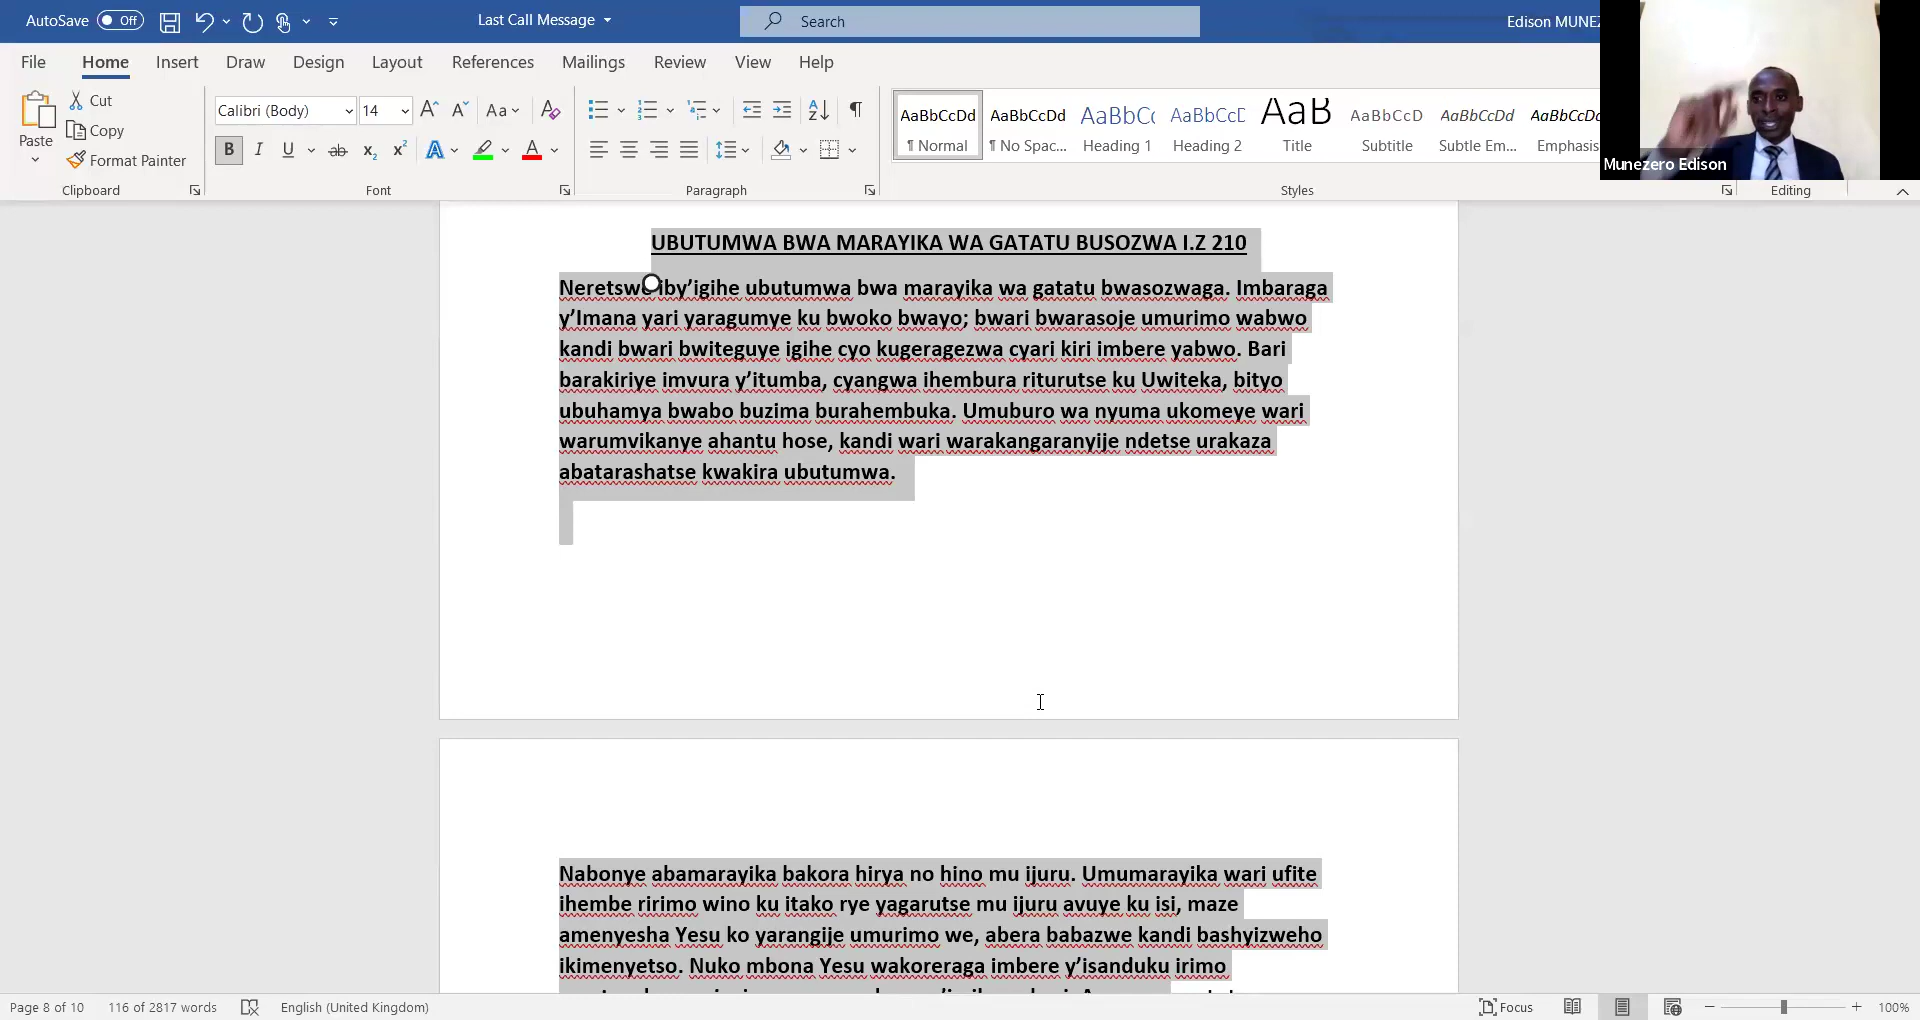 AutoSave Off
Last Call Message
Search
Edison MUNEZ
File Home Insert Draw Design Layout References Mailings Review View Help
Paste
Cut
Copy
Format Painter
Clipboard
Calibri (Body) 14
Font
Paragraph
AaBbCcDd AaBbCcDd AaBbC AaBbCcD AaB AaBbCcD AaBbCcDd AaBbCcDd
¶ Normal ¶ No Spac... Heading 1 Heading 2 Title Subtitle Subtle Em... Emphasis
Styles
Editing
Munezero Edison
UBUTUMWA BWA MARAYIKA WA GATATU BUSOZWA I.Z 210
Neretswe iby’igihe ubutumwa bwa marayika wa gatatu bwasozwaga. Imbaraga
y’Imana yari yaragumye ku bwoko bwayo; bwari bwarasoje umurimo wabwo
kandi bwari bwiteguye igihe cyo kugeragezwa cyari kiri imbere yabwo. Bari
barakiriye imvura y’itumba, cyangwa ihembura riturutse ku Uwiteka, bityo
ubuhamya bwabo buzima burahembuka. Umuburo wa nyuma ukomeye wari
warumvikanye ahantu hose, kandi wari warakangaranyije ndetse urakaza
abatarashatse kwakira ubutumwa.
Nabonye abamarayika bakora hirya no hino mu ijuru. Umumarayika wari ufite
ihembe ririmo wino ku itako rye yagarutse mu ijuru avuye ku isi, maze
amenyesha Yesu ko yarangije umurimo we, abera babazwe kandi bashyizweho
ikimenyetso. Nuko mbona Yesu wakoreraga imbere y’isanduku irimo
Page 8 of 10 116 of 2817 words English (United Kingdom) Focus 100%